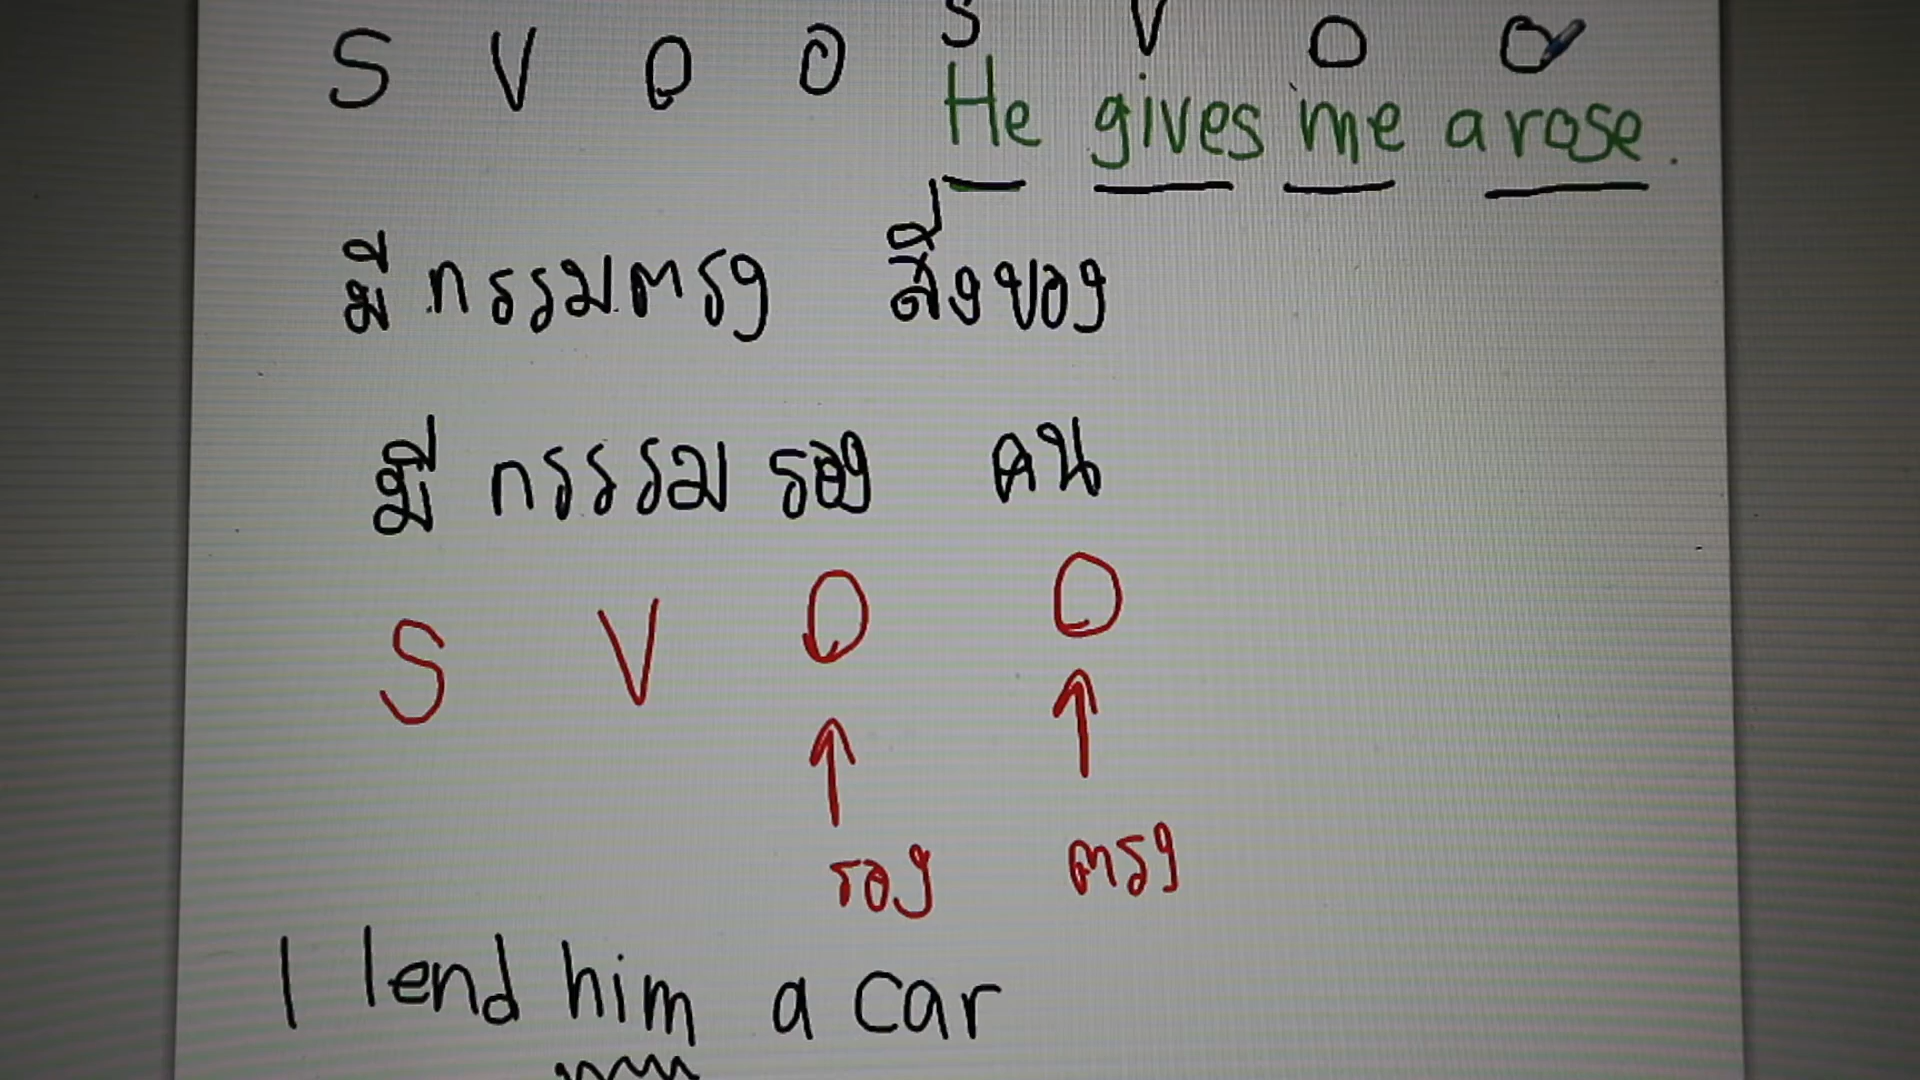 S V O O S V O O
He gives me a rose.
มี กรรมตรง สิ่งของ
มี กรรรม รอง คน
S V O O
รอง ตรง
I lend him a car